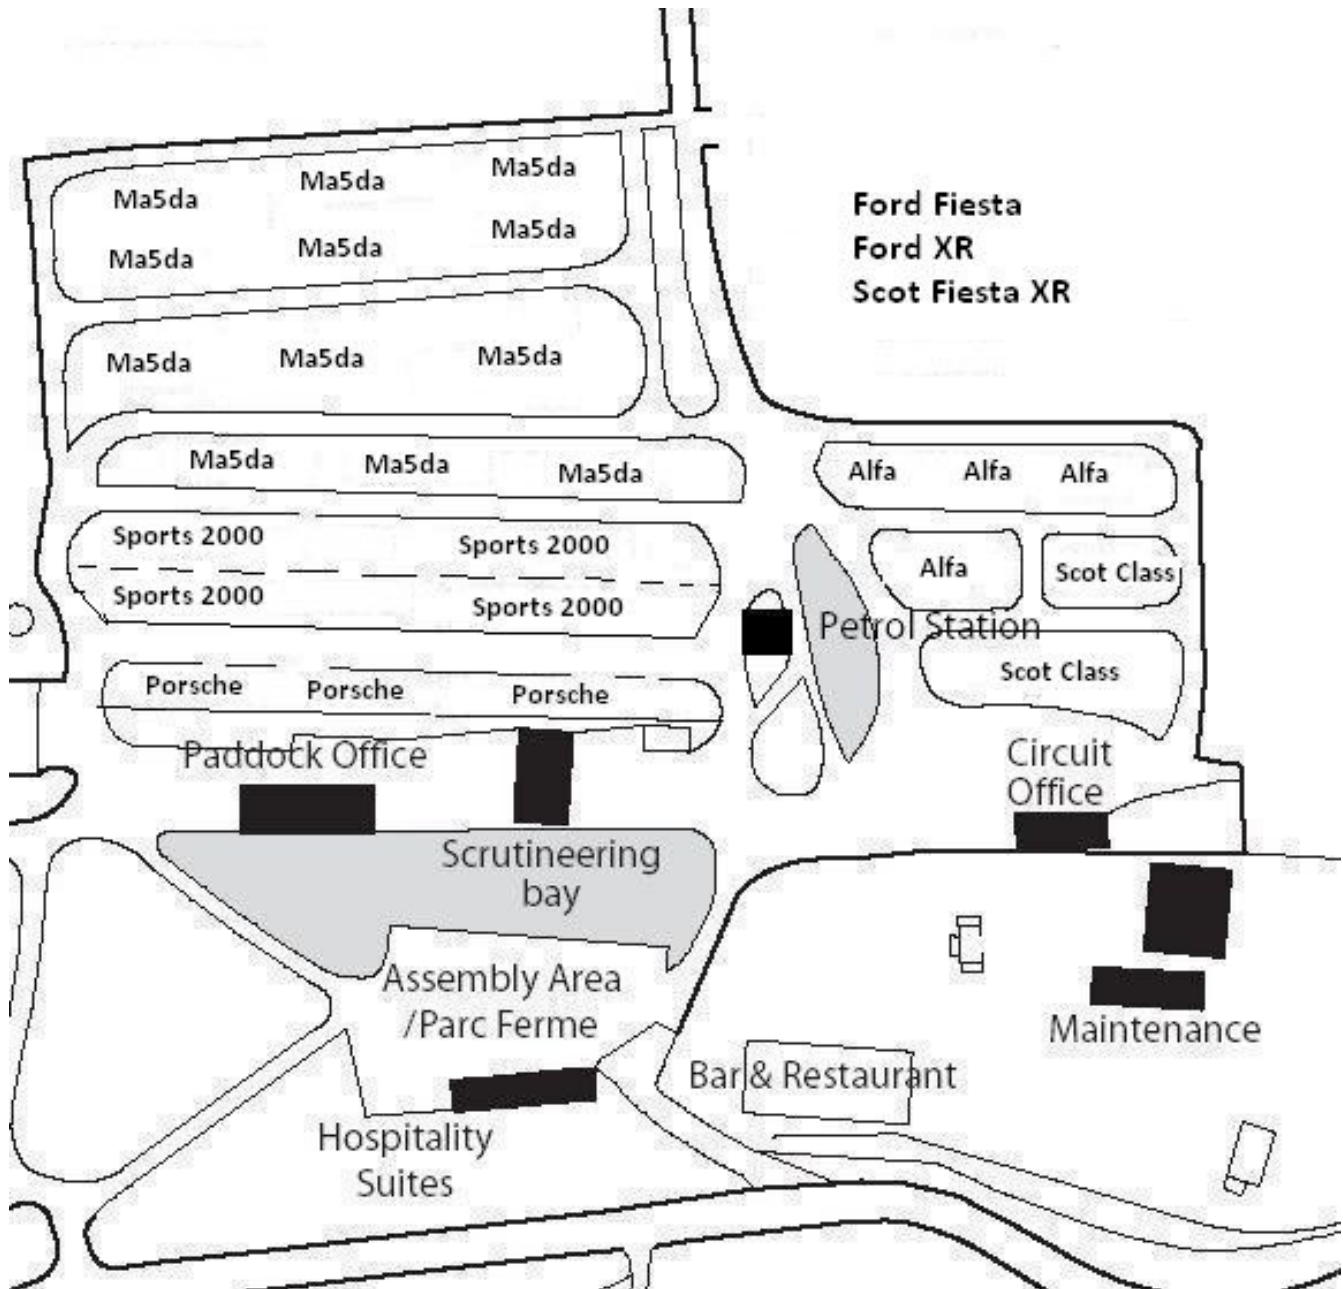 Ma5da
Ma5da
Ma5da
Ma5da
Ma5da
Ma5da
Ford Fiesta
Ford XR
Scot Fiesta XR
Ma5da
Ma5da
Ma5da
Ma5da
Ma5da
Ma5da
Alfa
Alfa
Alfa
Sports 2000
Sports 2000
Sports 2000
Sports 2000
Alfa
Scot Class
Petrol Station
Scot Class
Porsche
Porsche
Porsche
Paddock Office
Circuit
Office
Scrutineering
bay
Assembly Area
/Parc Ferme
Maintenance
Bar & Restaurant
Hospitality
Suites